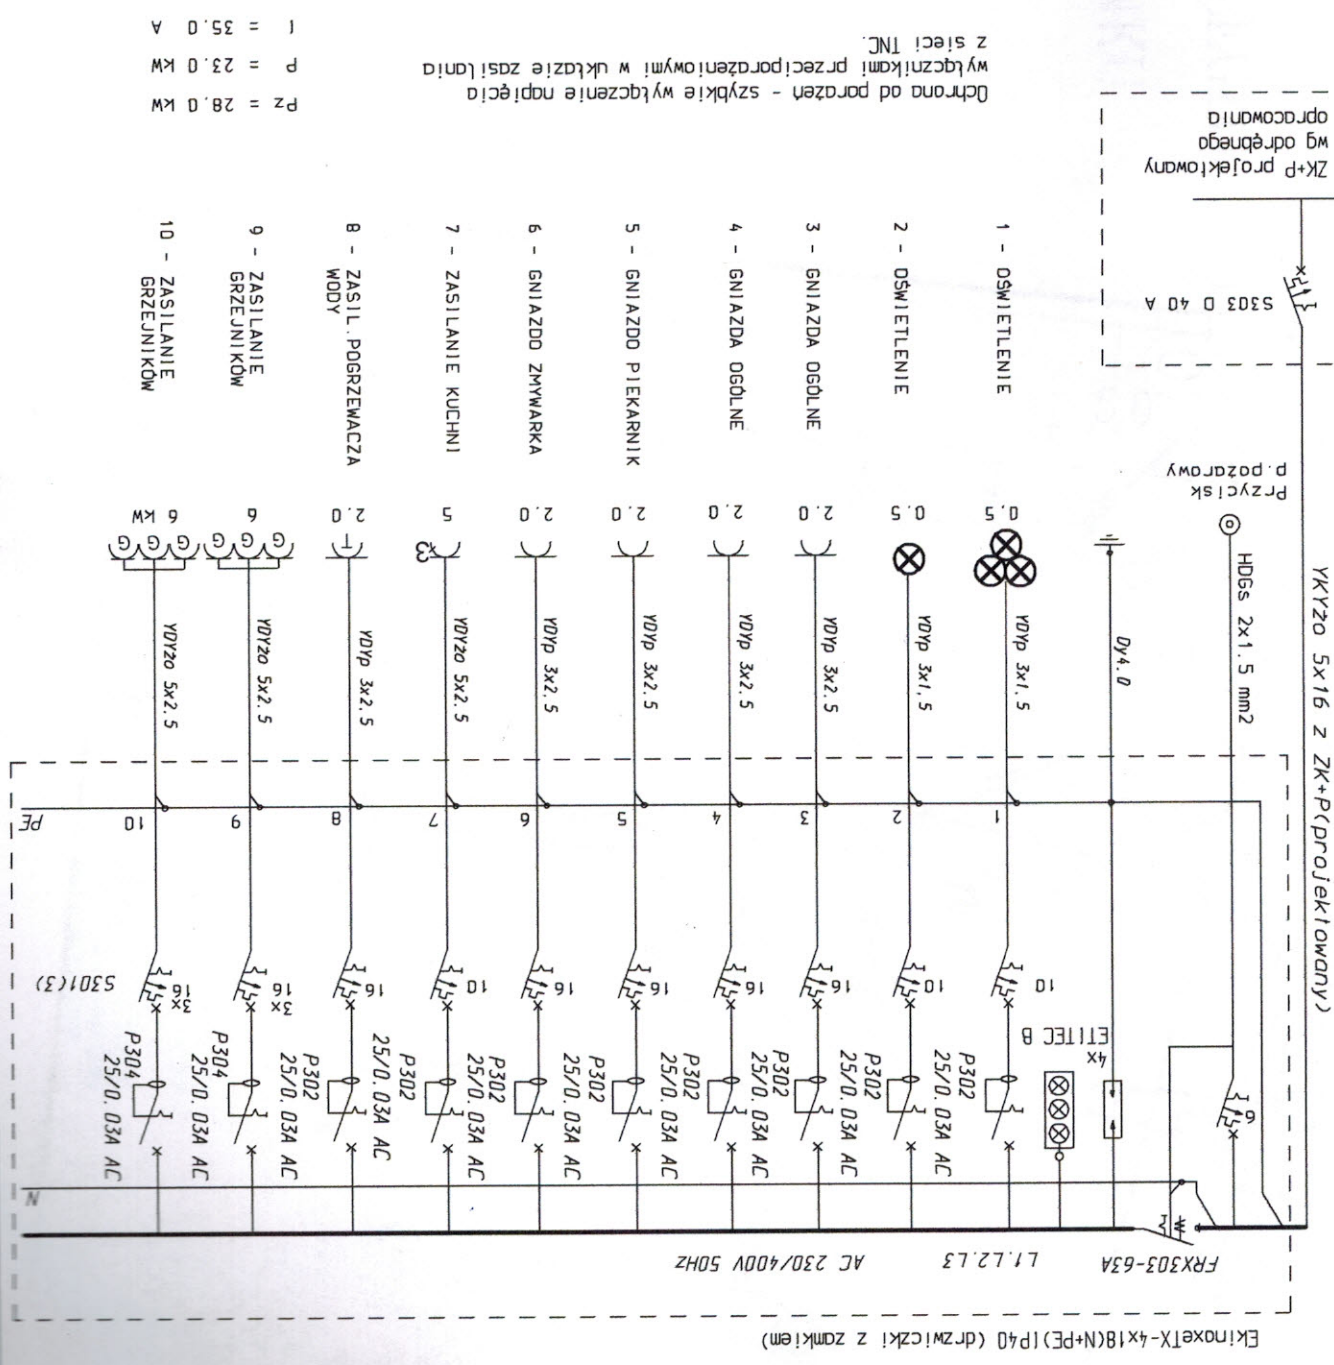 EkinoxeTX-4x18(N+PE)IP40 (drzwiczki z zamkiem)
FRX303-63A
L1.L2.L3
AC 230/400V 50Hz
N
6
4x
ETITEC B
P302
25/0.03A AC
P302
25/0.03A AC
P302
25/0.03A AC
P302
25/0.03A AC
P302
25/0.03A AC
P302
25/0.03A AC
P302
25/0.03A AC
P302
25/0.03A AC
P304
25/0.03A AC
P304
25/0.03A AC
10
10
16
16
16
16
10
16
3x
16
3x
16
S301(3)
1
2
3
4
5
6
7
8
9
10
PE
YKYżo 5x16 z ZK+P(projektowany)
HDGs 2x1.5 mm2
Dy4.0
YDYp 3x1,5
YDYp 3x1,5
YDYp 3x2.5
YDYp 3x2.5
YDYp 3x2.5
YDYp 3x2.5
YDYżo 5x2.5
YDYp 3x2.5
YDYżo 5x2.5
YDYżo 5x2.5
x3
T
G G G
G G G
0.5
0.5
2.0
2.0
2.0
2.0
5
2.0
6
6 kW
Przycisk
p.pożarowy
1 - OŚWIETLENIE
2 - OŚWIETLENIE
3 - GNIAZDA OGÓLNE
4 - GNIAZDA OGÓLNE
5 - GNIAZDO PIEKARNIK
6 - GNIAZDO ZMYWARKA
7 - ZASILANIE KUCHNI
8 - ZASIL.POGRZEWACZA
WODY
9 - ZASILANIE
GRZEJNIKÓW
10 - ZASILANIE
GRZEJNIKÓW
S303 D 40 A
ZK+P projektowany
wg odrębnego
opracowania
Ochrona od porażeń - szybkie wyłączenie napięcia
wyłącznikami przeciporażeniowymi w układzie zasilania
z sieci TNC.
Pz = 28.0 kW
P = 23.0 kW
I = 35.0 A